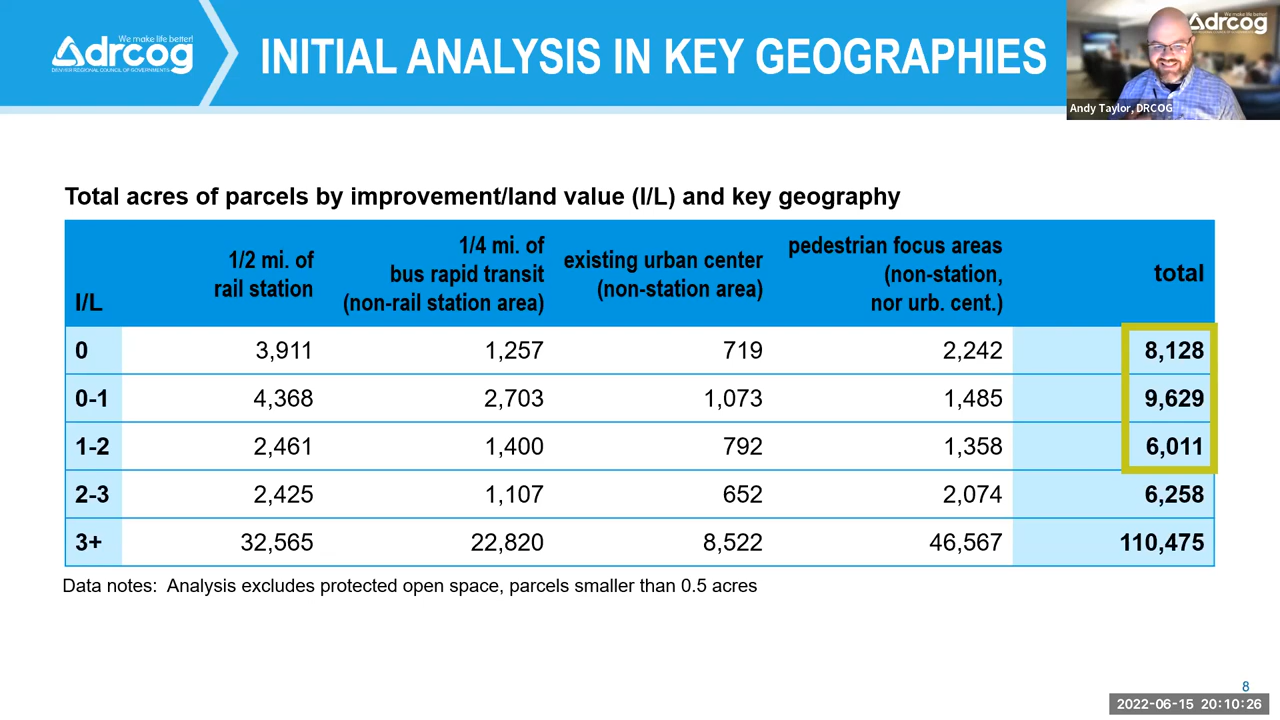 We make life better!
drcog
DENVER REGIONAL COUNCIL OF GOVERNMENTS
INITIAL ANALYSIS IN KEY GEOGRAPHIES
We make life better!
drcog
Andy Taylor, DRCOG
Total acres of parcels by improvement/land value (I/L) and key geography
I/L
1/2 mi. of
rail station
1/4 mi. of
bus rapid transit
(non-rail station area)
existing urban center
(non-station area)
pedestrian focus areas
(non-station,
nor urb. cent.)
total
0 3,911 1,257 719 2,242 8,128
0-1 4,368 2,703 1,073 1,485 9,629
1-2 2,461 1,400 792 1,358 6,011
2-3 2,425 1,107 652 2,074 6,258
3+ 32,565 22,820 8,522 46,567 110,475
Data notes: Analysis excludes protected open space, parcels smaller than 0.5 acres
8
2022-06-15 20:10:26